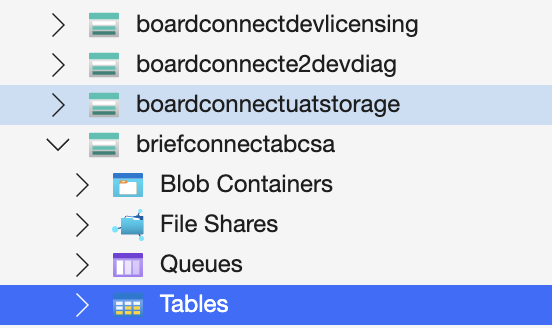 boardconnectdevlicensing
boardconnecte2devdiag
boardconnectuatstorage
briefconnectabcsa
Blob Containers
File Shares
Queues
Tables